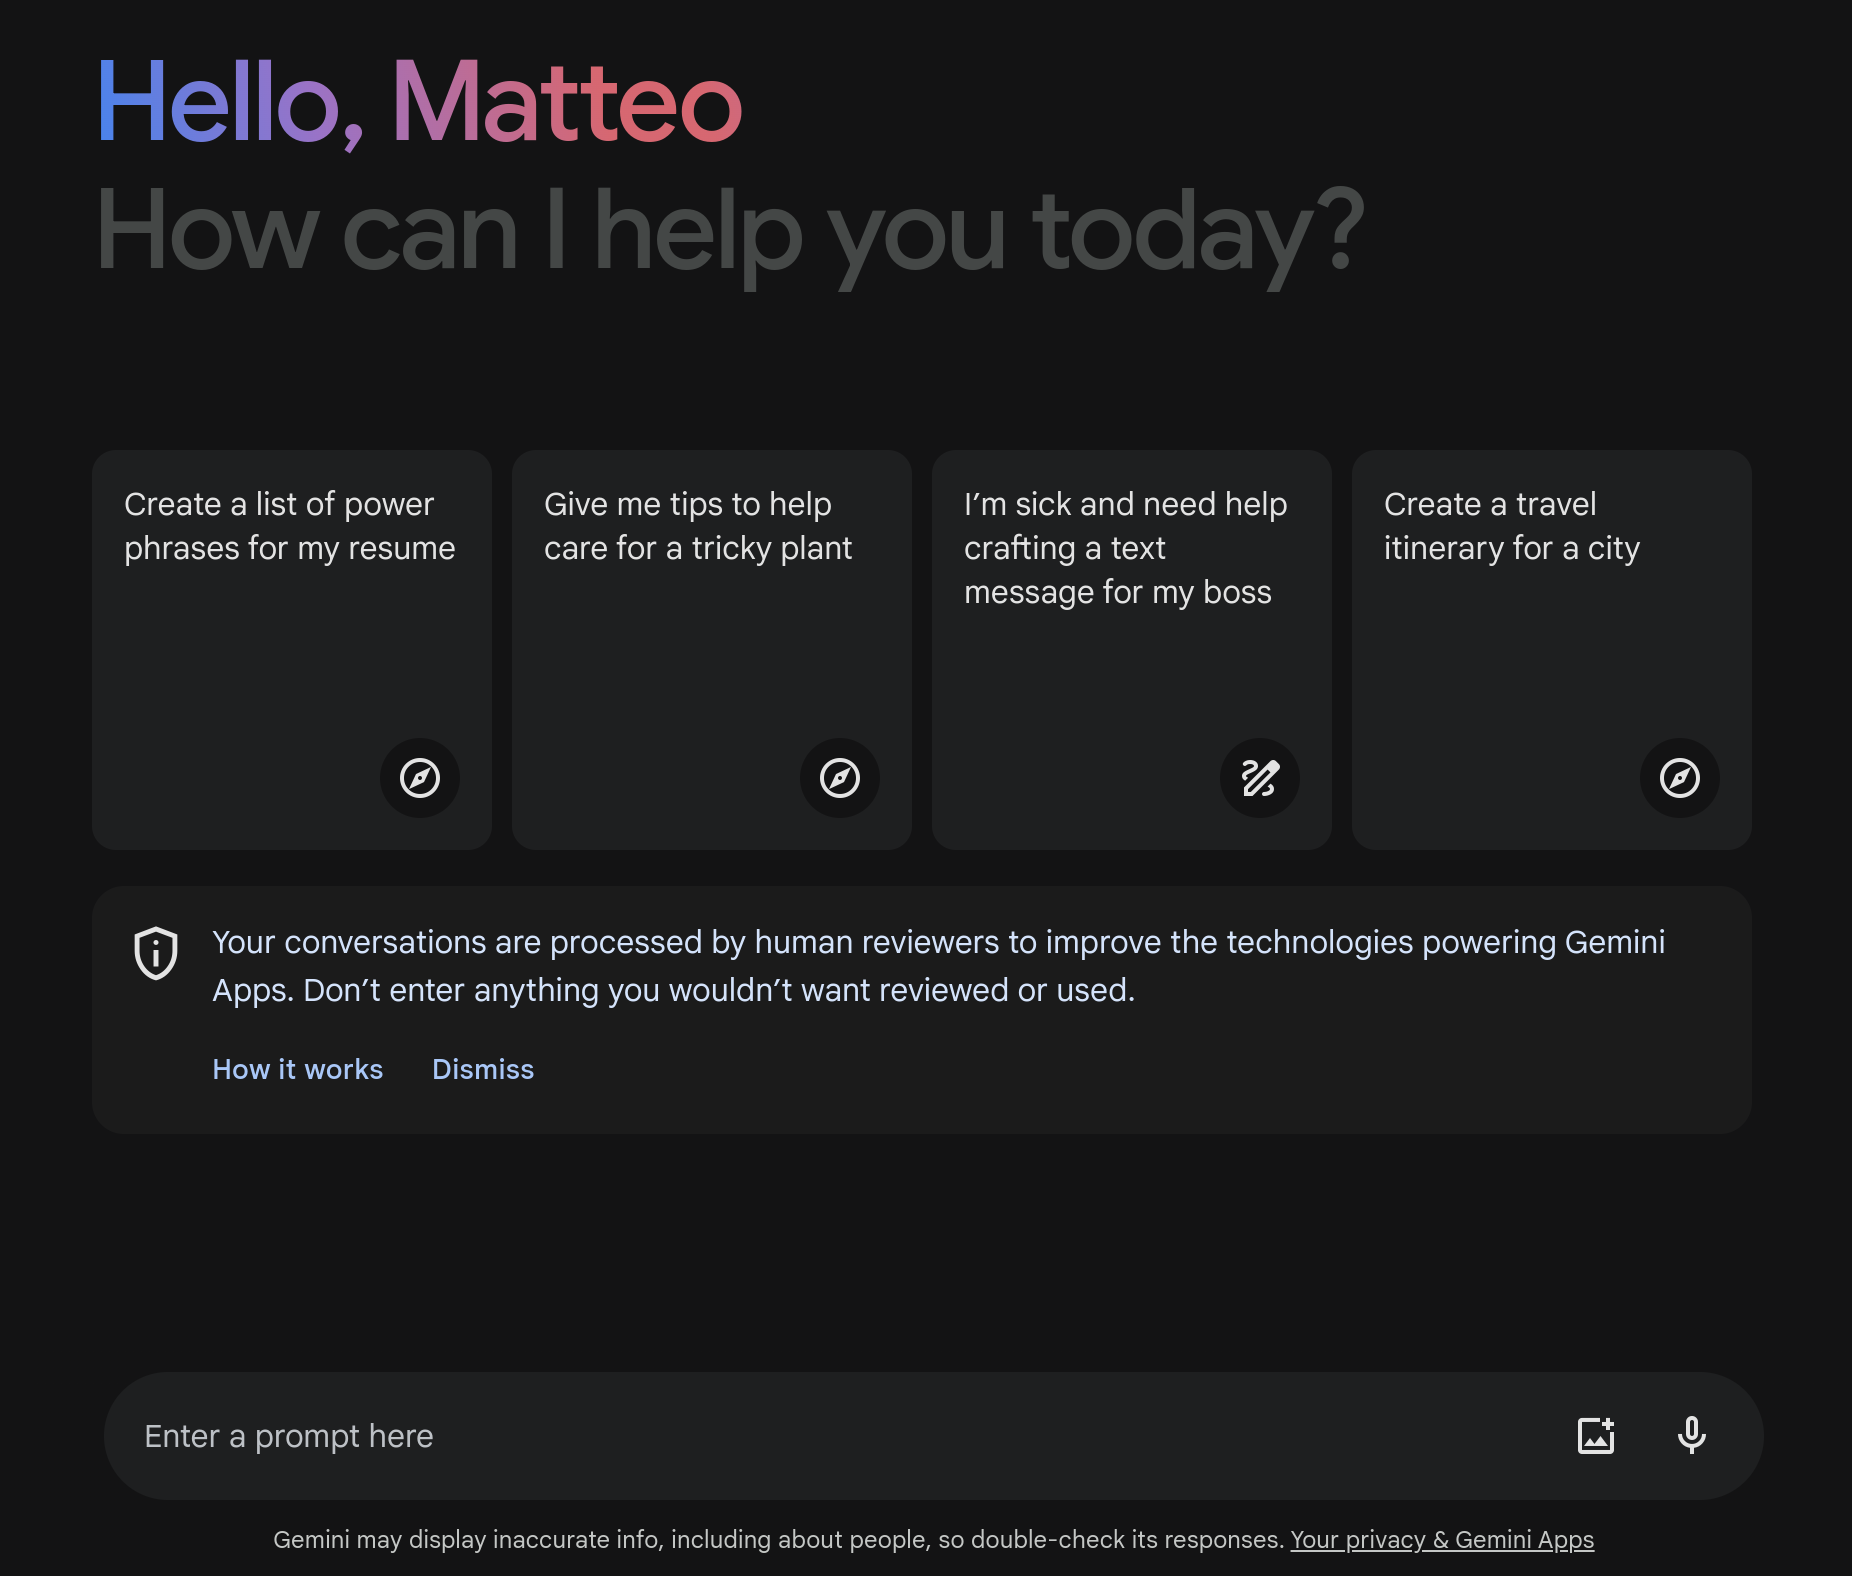 Hello, Matteo
How can I help you today?
Create a list of power
phrases for my resume
Give me tips to help
care for a tricky plant
I’m sick and need help
crafting a text
message for my boss
Create a travel
itinerary for a city
Your conversations are processed by human reviewers to improve the technologies powering Gemini
Apps. Don’t enter anything you wouldn’t want reviewed or used.
How it works
Dismiss
Enter a prompt here
Gemini may display inaccurate info, including about people, so double-check its responses. Your privacy & Gemini Apps